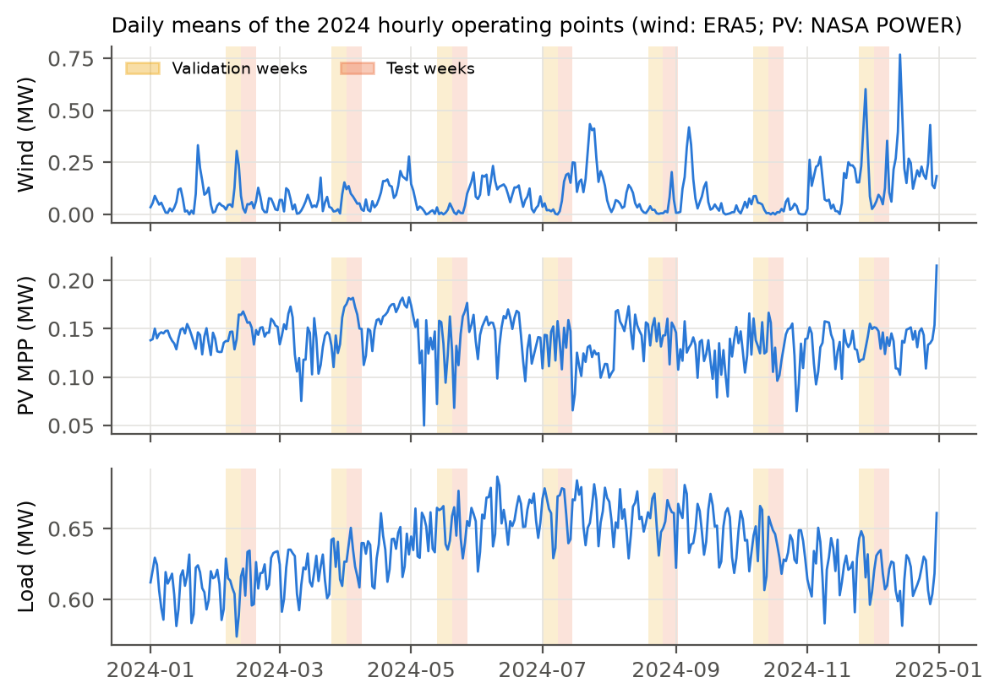 Daily means of the 2024 hourly operating points (wind: ERA5; PV: NASA POWER)
Validation weeks
Test weeks
Wind (MW)
0.75
0.50
0.25
0.00
PV MPP (MW)
0.20
0.15
0.10
0.05
Load (MW)
0.65
0.60
2024-01
2024-03
2024-05
2024-07
2024-09
2024-11
2025-01